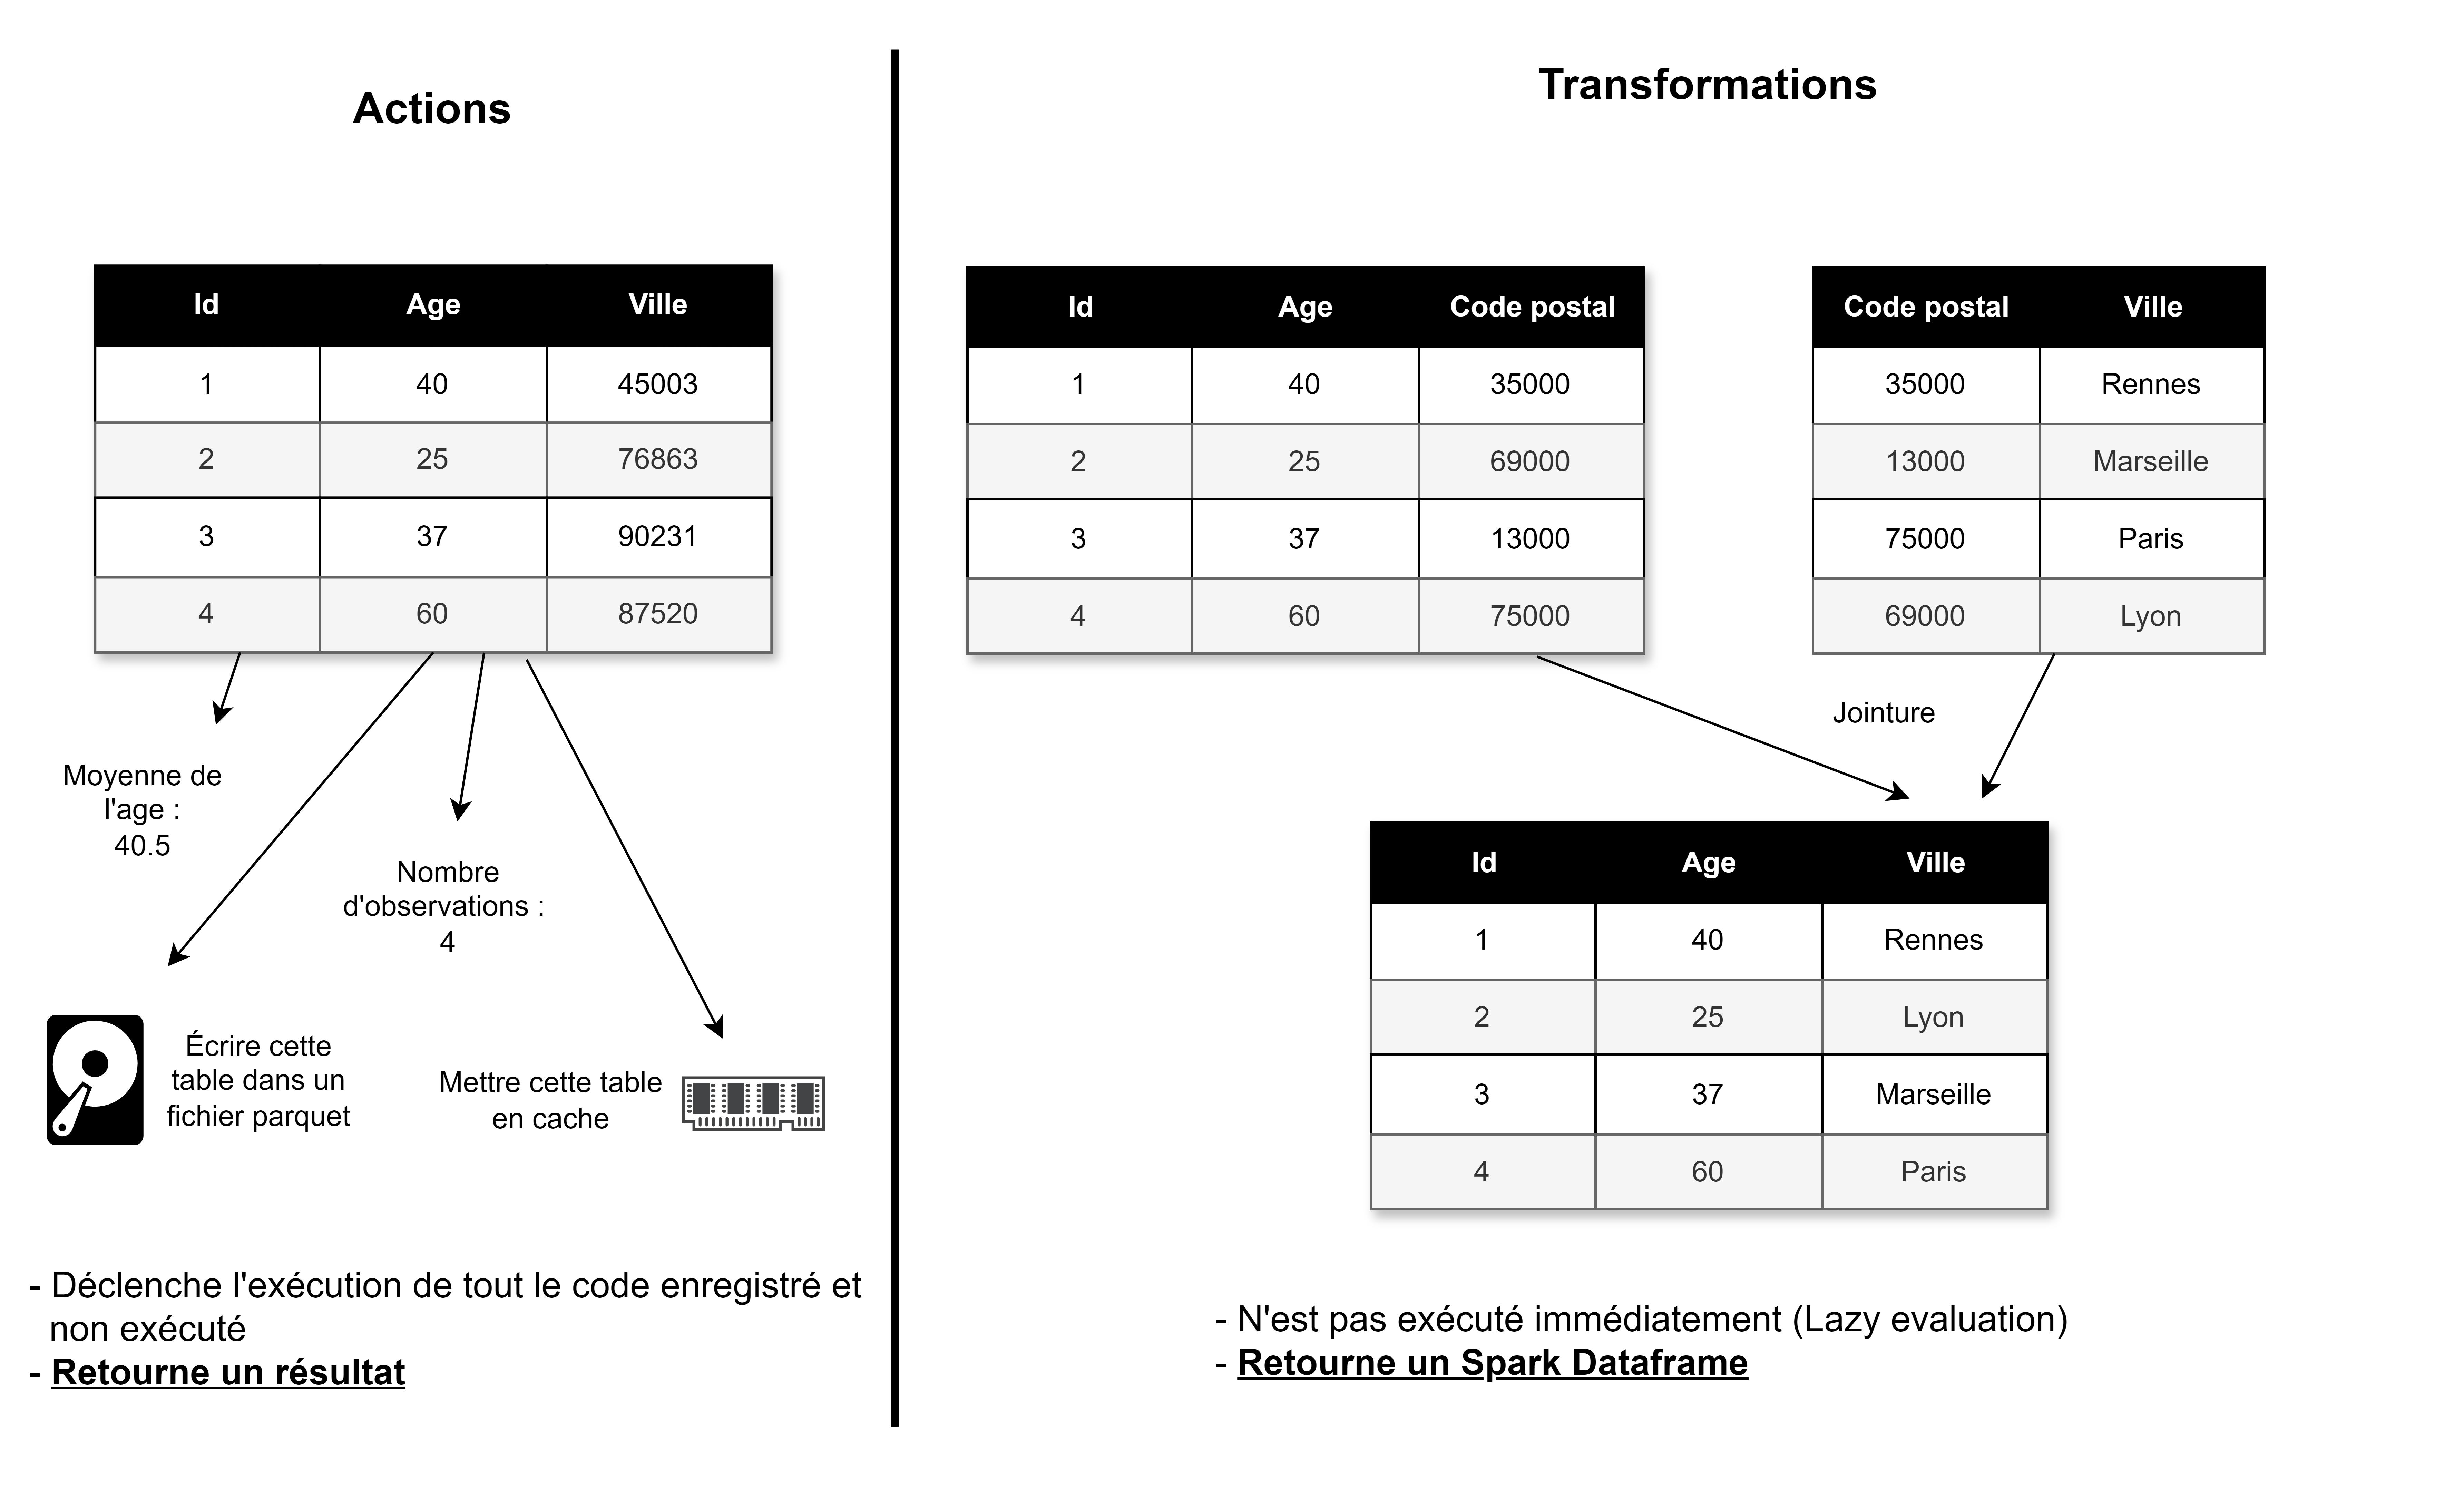 Actions
Id Age Ville
1 40 45003
2 25 76863
3 37 90231
4 60 87520
Moyenne de
l'age :
40.5
Nombre
d'observations :
4
Écrire cette
table dans un
fichier parquet
Mettre cette table
en cache
- Déclenche l'exécution de tout le code enregistré et
non exécuté
- Retourne un résultat
Transformations
Id Age Code postal
1 40 35000
2 25 69000
3 37 13000
4 60 75000
Code postal Ville
35000 Rennes
13000 Marseille
75000 Paris
69000 Lyon
Jointure
Id Age Ville
1 40 Rennes
2 25 Lyon
3 37 Marseille
4 60 Paris
- N'est pas exécuté immédiatement (Lazy evaluation)
- Retourne un Spark Dataframe